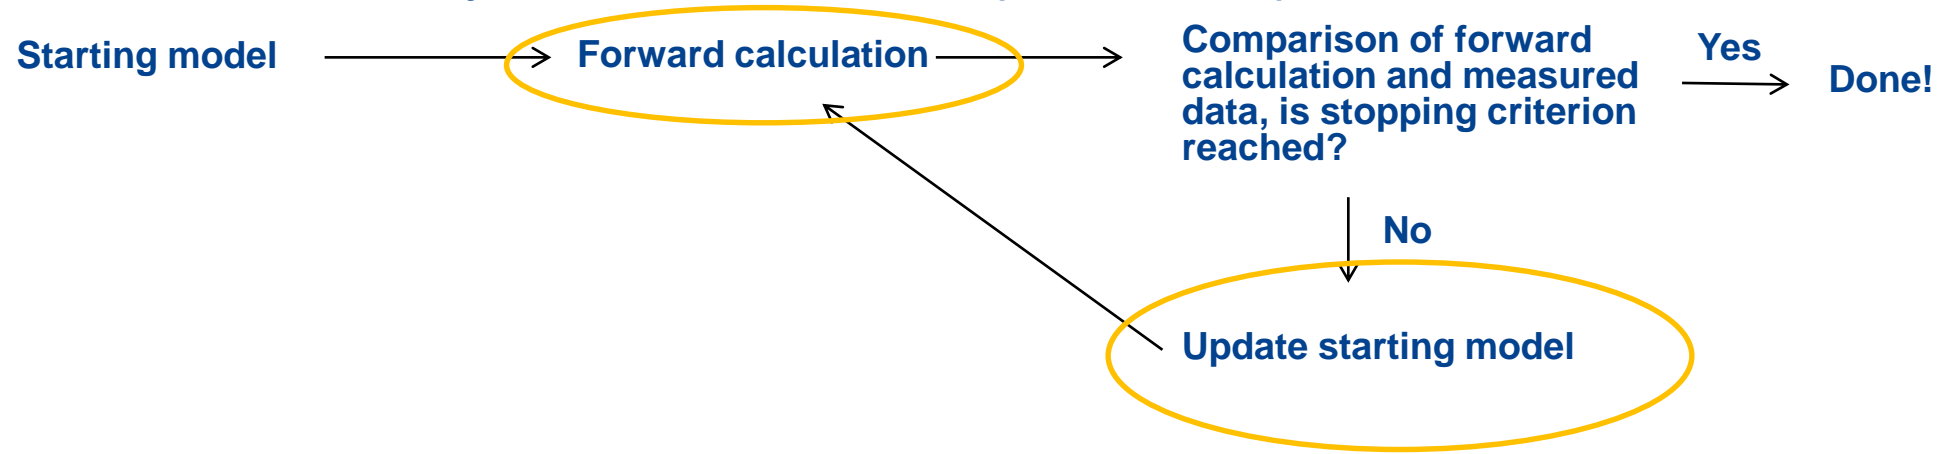 Starting model
Forward calculation
Comparison of forward
calculation and measured
data, is stopping criterion
reached?
Yes
Done!
No
Update starting model